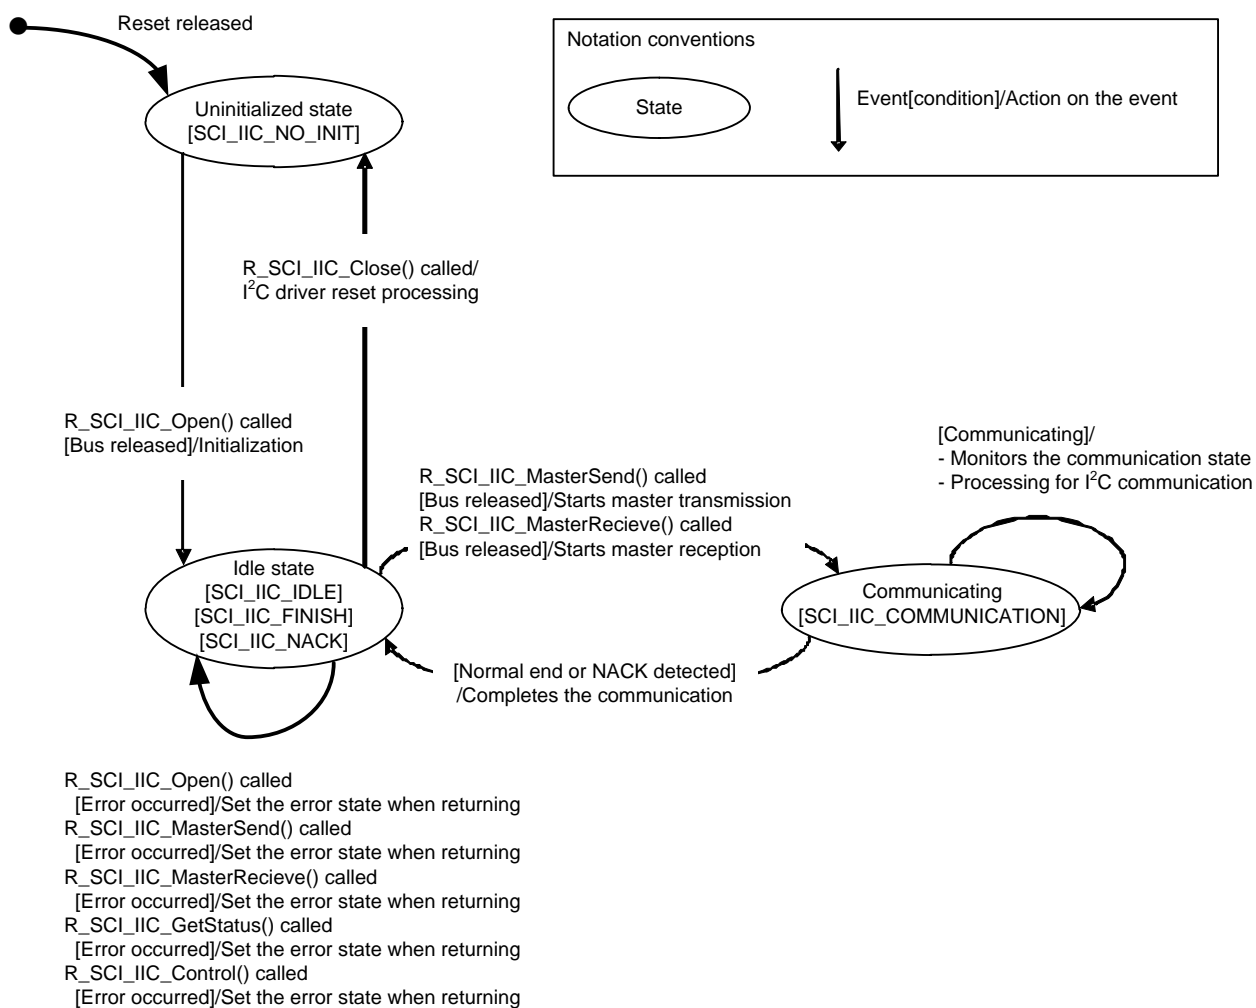 Reset released
Notation conventions
State
Event[condition]/Action on the event
Uninitialized state
[SCI_IIC_NO_INIT]
R_SCI_IIC_Close() called/
I2C driver reset processing
R_SCI_IIC_Open() called
[Bus released]/Initialization
R_SCI_IIC_MasterSend() called
[Bus released]/Starts master transmission
R_SCI_IIC_MasterRecieve() called
[Bus released]/Starts master reception
[Communicating]/
- Monitors the communication state
- Processing for I2C communication
Idle state
[SCI_IIC_IDLE]
[SCI_IIC_FINISH]
[SCI_IIC_NACK]
Communicating
[SCI_IIC_COMMUNICATION]
[Normal end or NACK detected]
/Completes the communication
R_SCI_IIC_Open() called
[Error occurred]/Set the error state when returning
R_SCI_IIC_MasterSend() called
[Error occurred]/Set the error state when returning
R_SCI_IIC_MasterRecieve() called
[Error occurred]/Set the error state when returning
R_SCI_IIC_GetStatus() called
[Error occurred]/Set the error state when returning
R_SCI_IIC_Control() called
[Error occurred]/Set the error state when returning